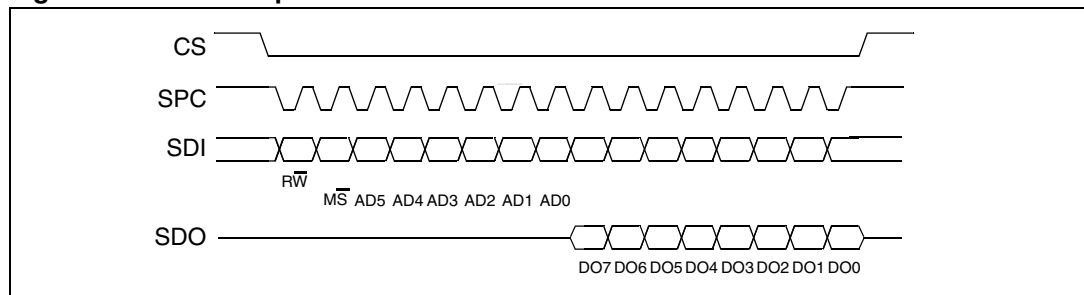 CS
SPC
SDI
RW̅
MS̅ AD5 AD4 AD3 AD2 AD1 AD0
SDO
DO7 DO6 DO5 DO4 DO3 DO2 DO1 DO0